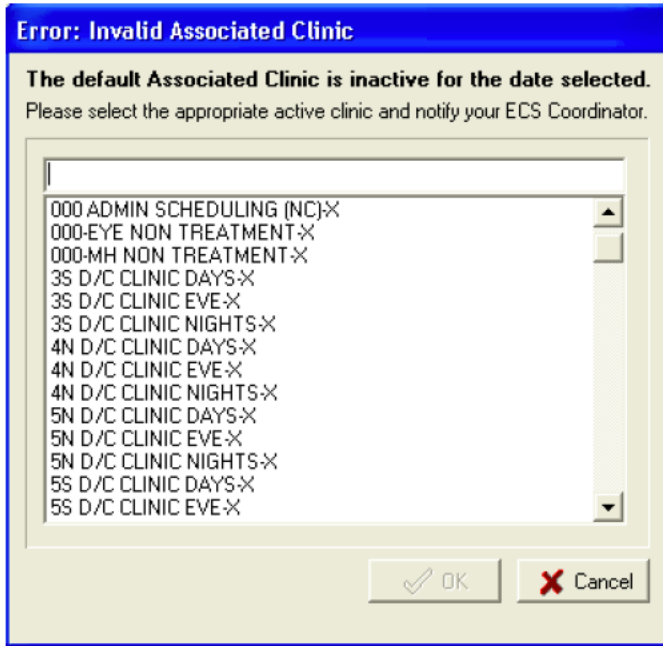 Error: Invalid Associated Clinic
The default Associated Clinic is inactive for the date selected.
Please select the appropriate active clinic and notify your ECS Coordinator.
000 ADMIN SCHEDULING (NC)-X
000-EYE NON TREATMENT-X
000-MH NON TREATMENT-X
3S D/C CLINIC DAYS-X
3S D/C CLINIC EVE-X
3S D/C CLINIC NIGHTS-X
4N D/C CLINIC DAYS-X
4N D/C CLINIC EVE-X
4N D/C CLINIC NIGHTS-X
5N D/C CLINIC DAYS-X
5N D/C CLINIC EVE-X
5N D/C CLINIC NIGHTS-X
5S D/C CLINIC DAYS-X
5S D/C CLINIC EVE-X
OK Cancel